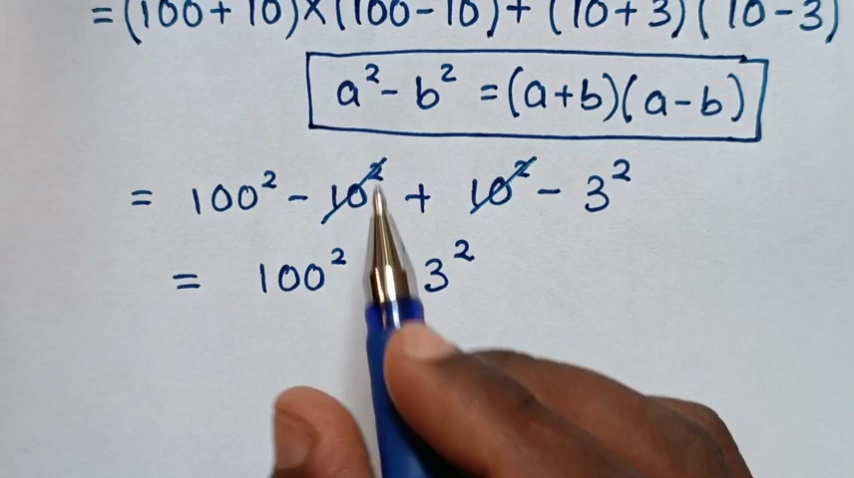 = (100 + 10) × (100 - 10) + (10 + 3) (10 - 3)
a² - b² = (a+b)(a-b)
= 100² - 10² + 10² - 3²
= 100² 3²